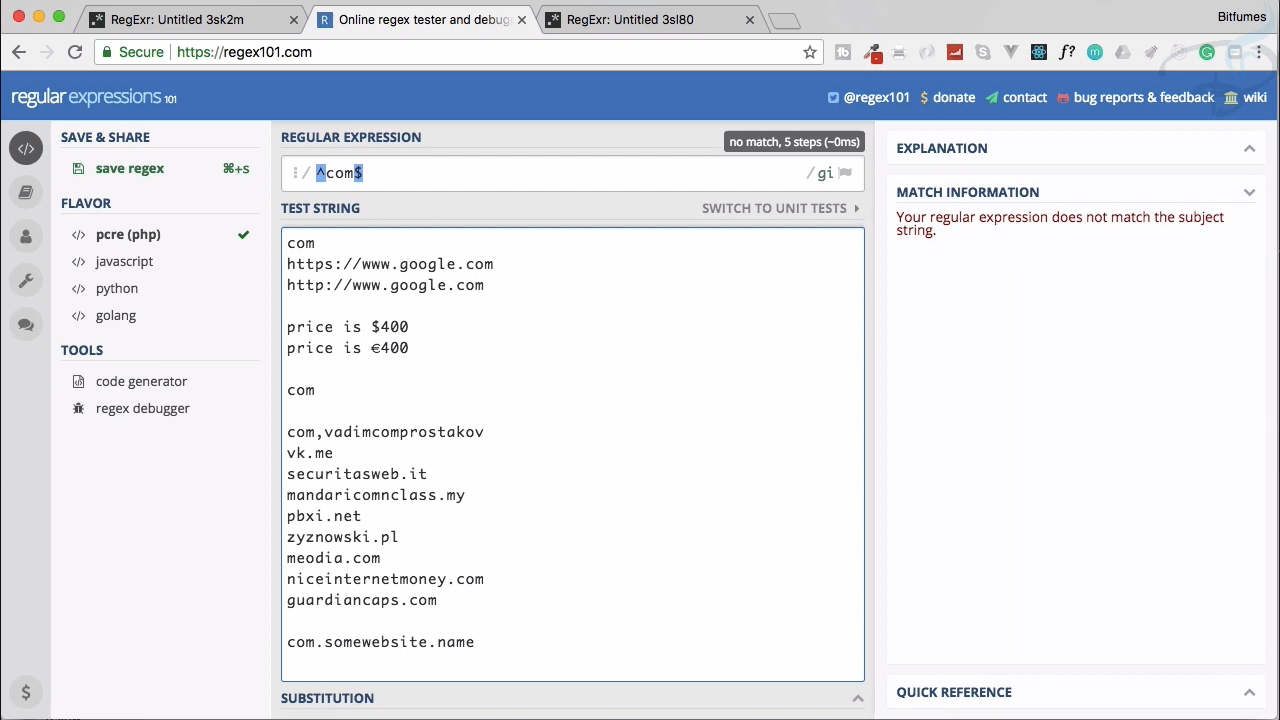 RegExr: Untitled 3sk2m
Online regex tester and debug
RegExr: Untitled 3sl80
Bitfumes
Secure https://regex101.com
regular expressions 101
@regex101 $ donate contact bug reports & feedback wiki
SAVE & SHARE
save regex ⌘+S
FLAVOR
</> pcre (php)
</> javascript
</> python
</> golang
TOOLS
code generator
regex debugger
$
REGULAR EXPRESSION
no match, 5 steps (~0ms)
/ ^com$ / gi
TEST STRING
SWITCH TO UNIT TESTS
com
https://www.google.com
http://www.google.com
price is $400
price is €400
com
com,vadimcomprostakov
vk.me
securitasweb.it
mandaricomnclass.my
pbxi.net
zyznowski.pl
meodia.com
niceinternetmoney.com
guardiancaps.com
com.somewebsite.name
SUBSTITUTION
EXPLANATION
MATCH INFORMATION
Your regular expression does not match the subject
string.
QUICK REFERENCE